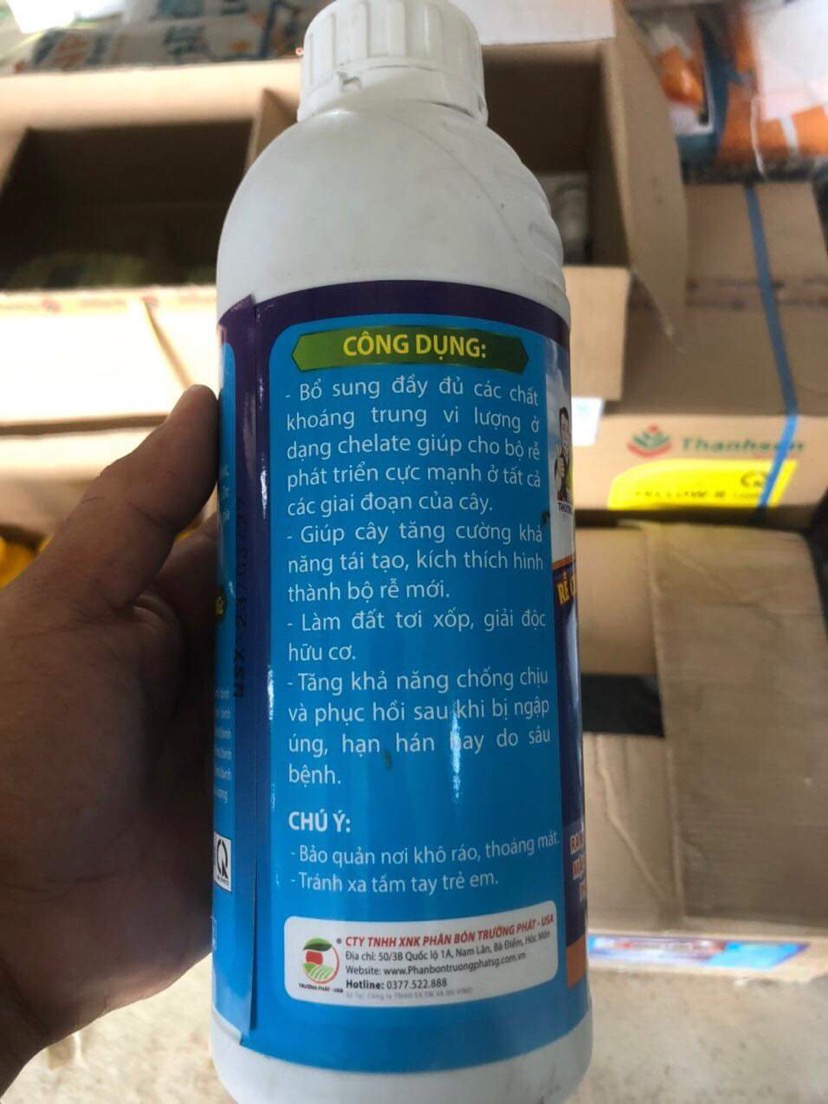 CÔNG DỤNG:
- Bổ sung đầy đủ các chất
khoáng trung vi lượng ở
dạng chelate giúp cho bộ rễ
phát triển cực mạnh ở tất cả
các giai đoạn của cây.
- Giúp cây tăng cường khả
năng tái tạo, kích thích hình
thành bộ rễ mới.
- Làm đất tơi xốp, giải độc
hữu cơ.
- Tăng khả năng chống chịu
và phục hồi sau khi bị ngập
úng, hạn hán hay do sâu
bệnh.
CHÚ Ý:
- Bảo quản nơi khô ráo, thoáng mát.
- Tránh xa tầm tay trẻ em.
CTY TNHH XNK PHÂN BÓN TRƯỜNG PHÁT - USA
Địa chỉ: 50/3B Quốc lộ 1A, Nam Lân, Bà Điểm, Hóc Môn
Website: www.Phanbontruongphatsg.com.vn
Hotline: 0377.522.888
TRƯỜNG PHÁT - USA
NSX
RỄ
Thanhsơn